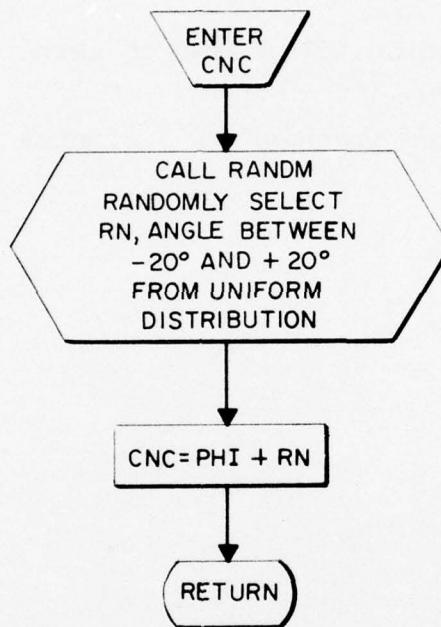 ENTER
CNC
CALL RANDM
RANDOMLY SELECT
RN, ANGLE BETWEEN
-20° AND +20°
FROM UNIFORM
DISTRIBUTION
CNC=PHI + RN
RETURN